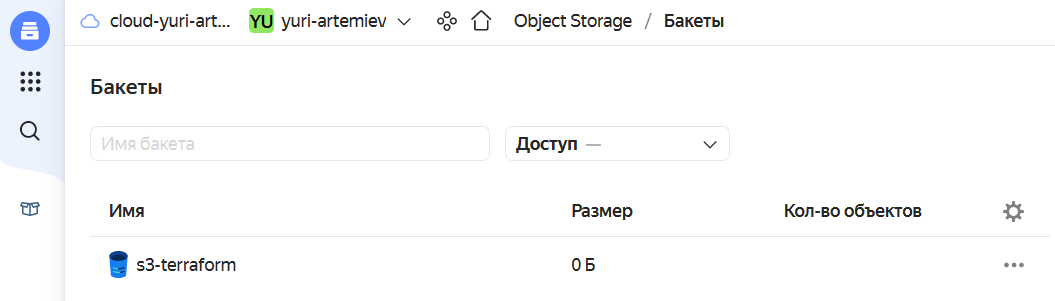 cloud-yuri-art... YU yuri-artemiev Object Storage / Бакеты
Бакеты
Имя бакета
Доступ —
Имя Размер Кол-во объектов
s3-terraform 0 Б